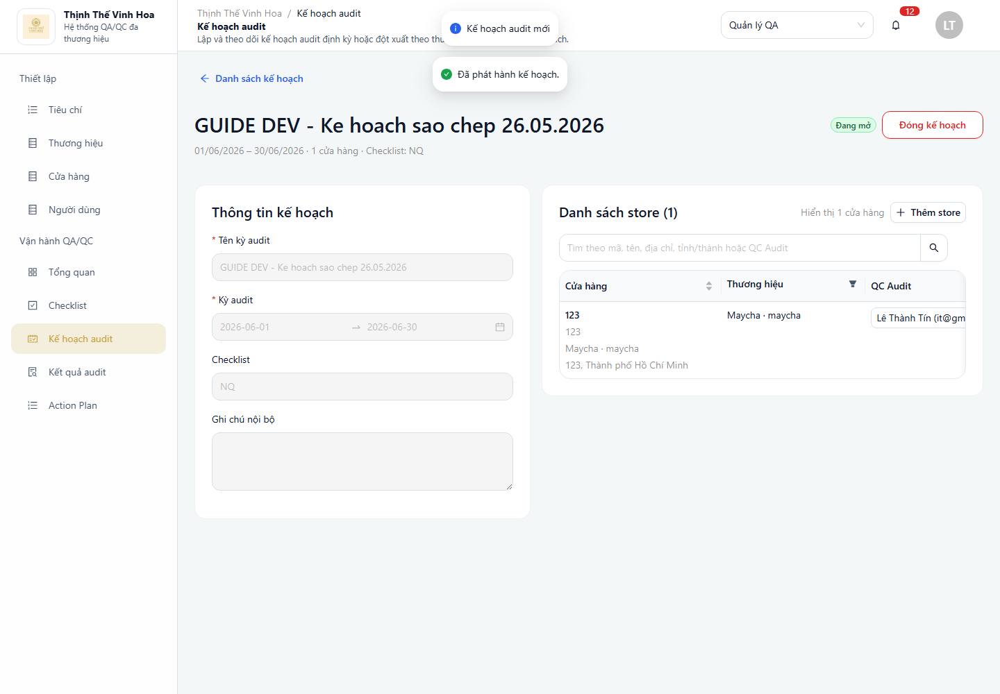 Thịnh Thế Vinh Hoa
Hệ thống QA/QC đa
thương hiệu
Thiết lập
Tiêu chí
Thương hiệu
Cửa hàng
Người dùng
Vận hành QA/QC
Tổng quan
Checklist
Kế hoạch audit
Kết quả audit
Action Plan
Thịnh Thế Vinh Hoa / Kế hoạch audit
Kế hoạch audit
Lập và theo dõi kế hoạch audit định kỳ hoặc đột xuất theo
Kế hoạch audit mới
Đã phát hành kế hoạch.
Quản lý QA
12
LT
Danh sách kế hoạch
GUIDE DEV - Ke hoach sao chep 26.05.2026
Đang mở
Đóng kế hoạch
01/06/2026 – 30/06/2026 · 1 cửa hàng · Checklist: NQ
Thông tin kế hoạch
* Tên kỳ audit
GUIDE DEV - Ke hoach sao chep 26.05.2026
* Kỳ audit
2026-06-01
2026-06-30
Checklist
NQ
Ghi chú nội bộ
Danh sách store (1)
Hiển thị 1 cửa hàng
Thêm store
Tìm theo mã, tên, địa chỉ, tỉnh/thành hoặc QC Audit
Cửa hàng
Thương hiệu
QC Audit
123
Maycha · maycha
Lê Thành Tín (it@gm
123
Maycha · maycha
123, Thành phố Hồ Chí Minh